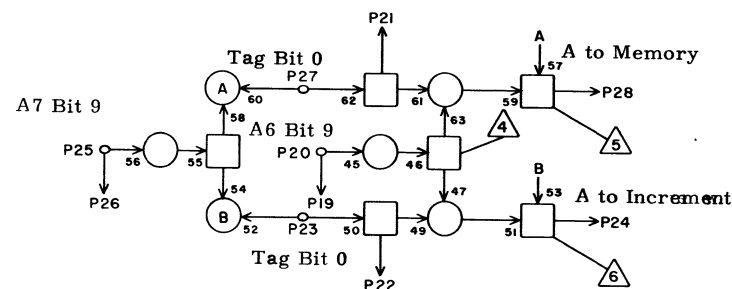 P21
Tag Bit 0
P27
A
A to Memory
A
60
62
61
59
57
P28
A7 Bit 9
58
A6 Bit 9
63
4
5
P25
56
55
P20
45
46
P26
54
P19
47
B
53
A to Increment
B
52
P23
50
49
51
P24
Tag Bit 0
P22
6